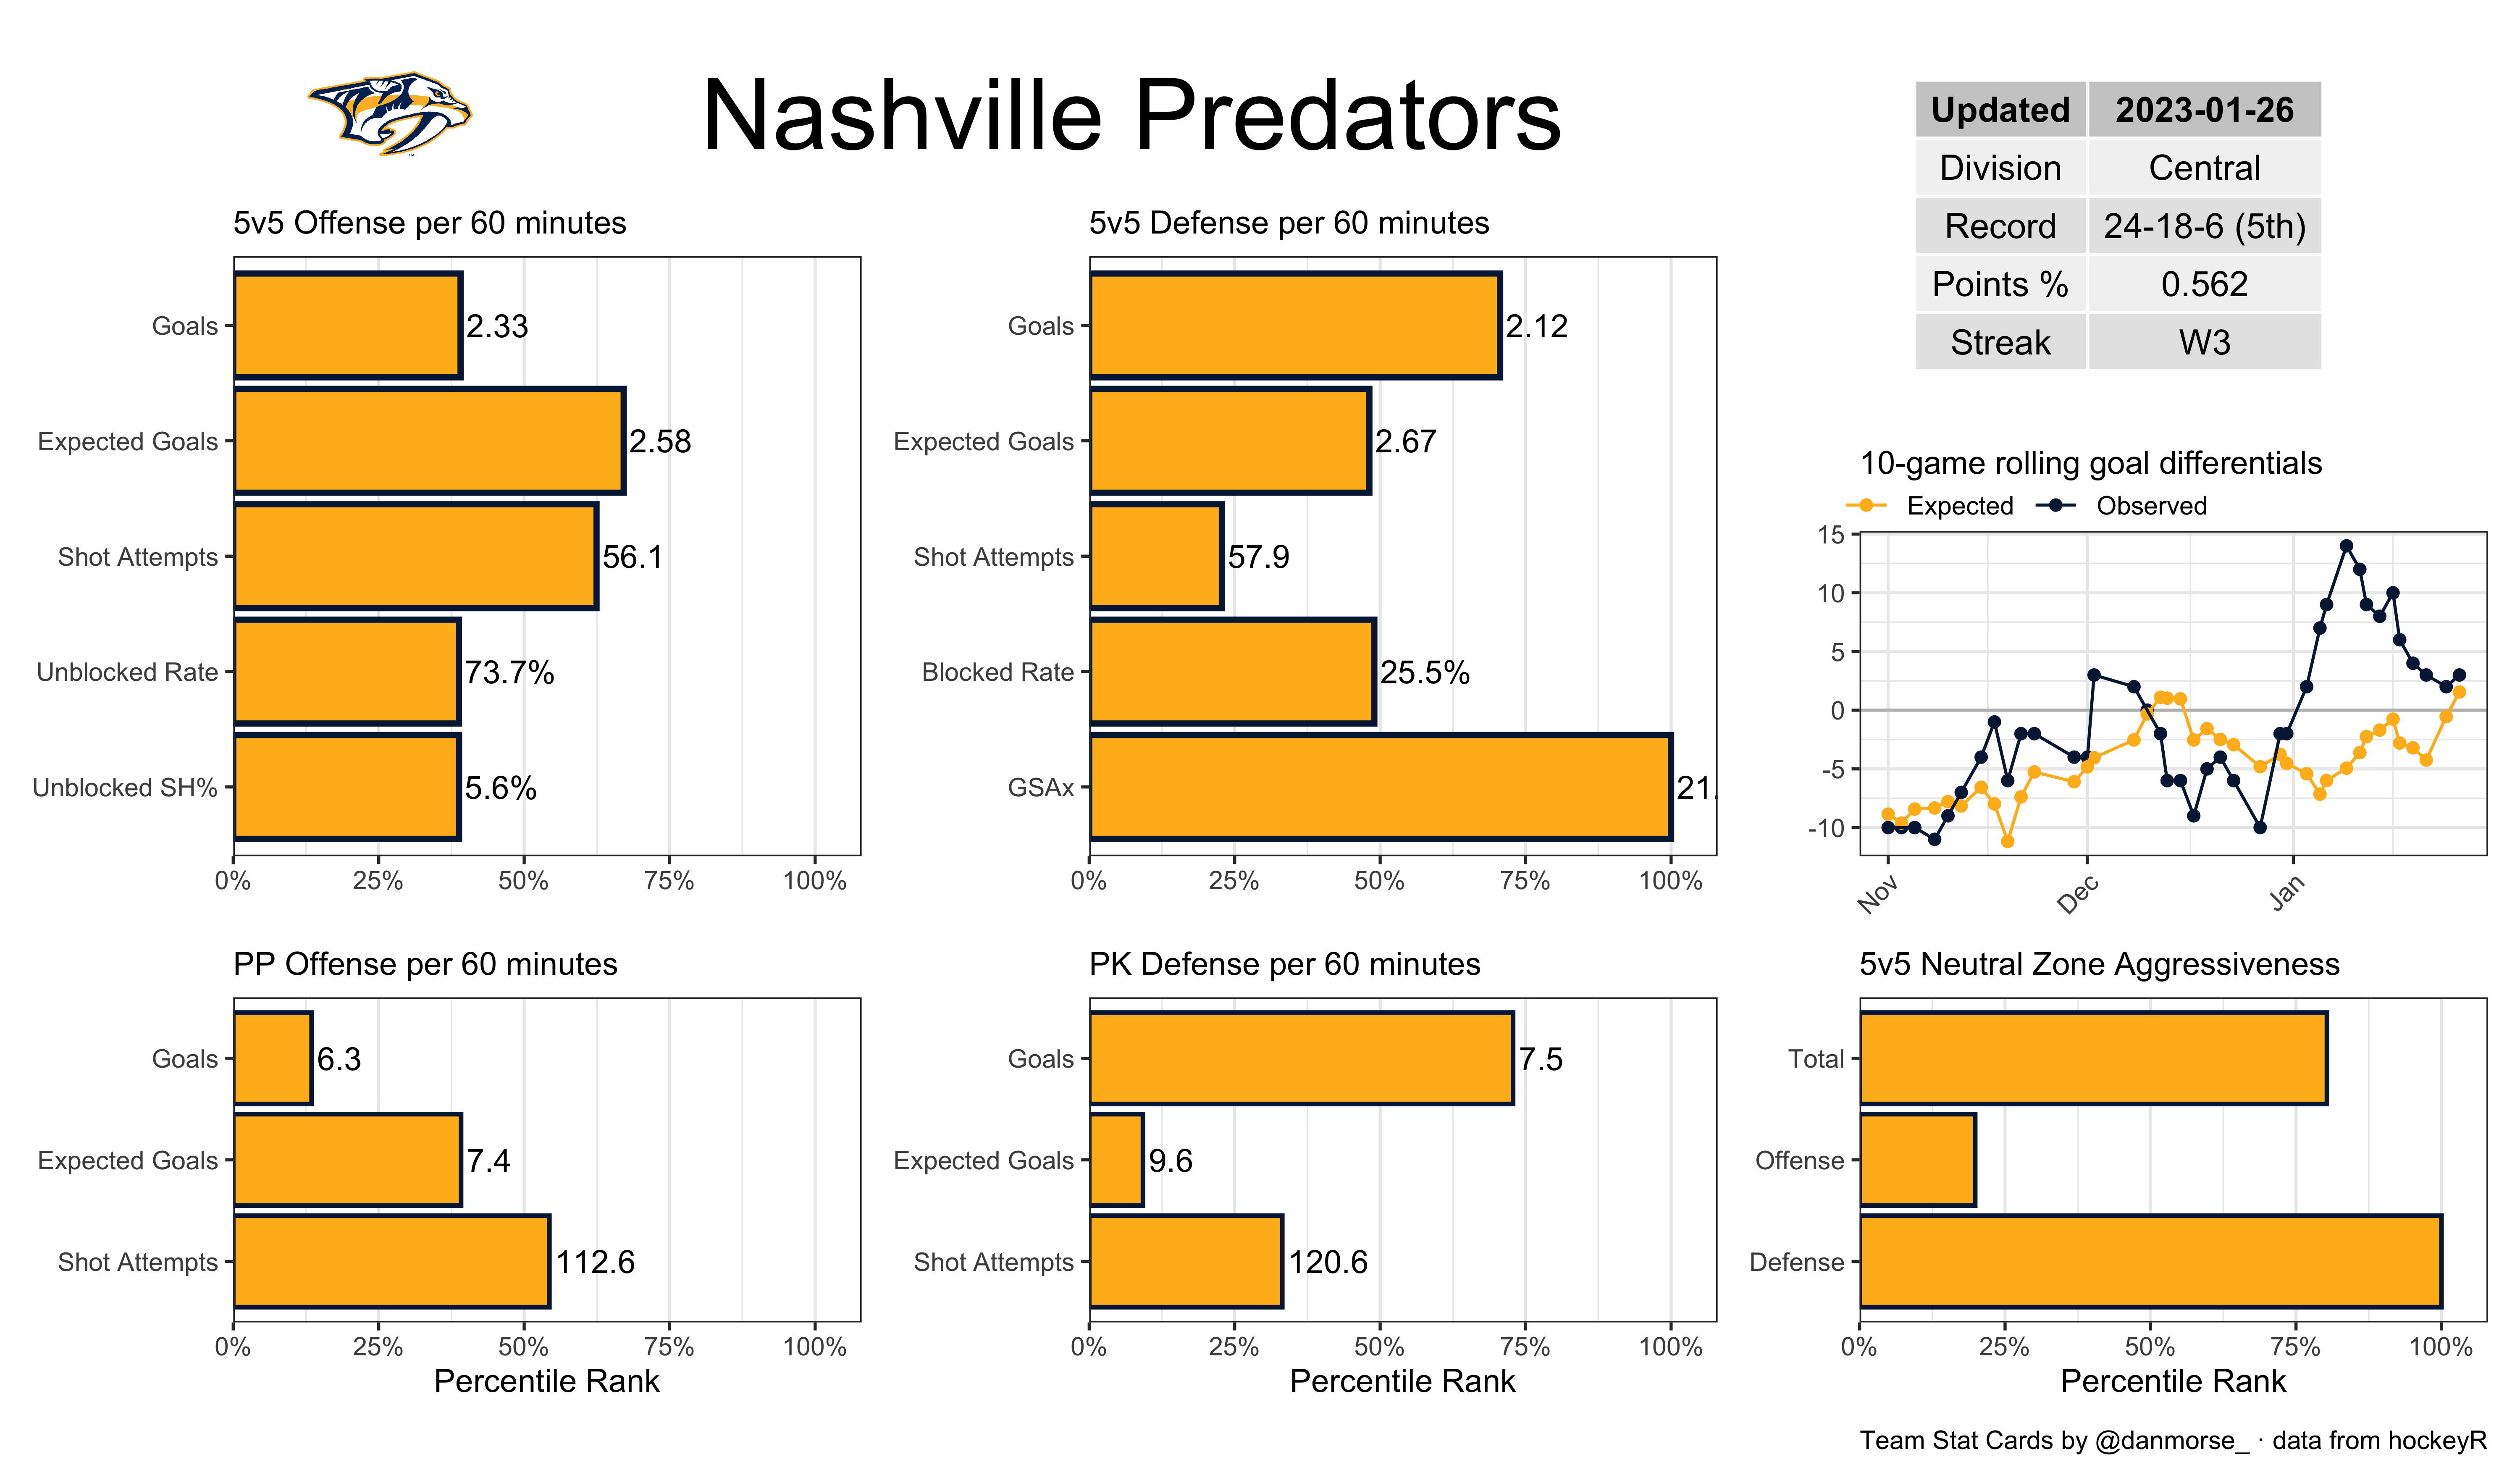 Nashville Predators
Updated 2023-01-26
Division Central
Record 24-18-6 (5th)
Points % 0.562
Streak W3
5v5 Offense per 60 minutes
Goals 2.33
Expected Goals 2.58
Shot Attempts 56.1
Unblocked Rate 73.7%
Unblocked SH% 5.6%
0% 25% 50% 75% 100%
5v5 Defense per 60 minutes
Goals 2.12
Expected Goals 2.67
Shot Attempts 57.9
Blocked Rate 25.5%
GSAx 21.
0% 25% 50% 75% 100%
10-game rolling goal differentials
Expected Observed
15
10
5
0
-5
-10
Nov Dec Jan
PP Offense per 60 minutes
Goals 6.3
Expected Goals 7.4
Shot Attempts 112.6
0% 25% 50% 75% 100%
Percentile Rank
PK Defense per 60 minutes
Goals 7.5
Expected Goals 9.6
Shot Attempts 120.6
0% 25% 50% 75% 100%
Percentile Rank
5v5 Neutral Zone Aggressiveness
Total
Offense
Defense
0% 25% 50% 75% 100%
Percentile Rank
Team Stat Cards by @danmorse_ · data from hockeyR